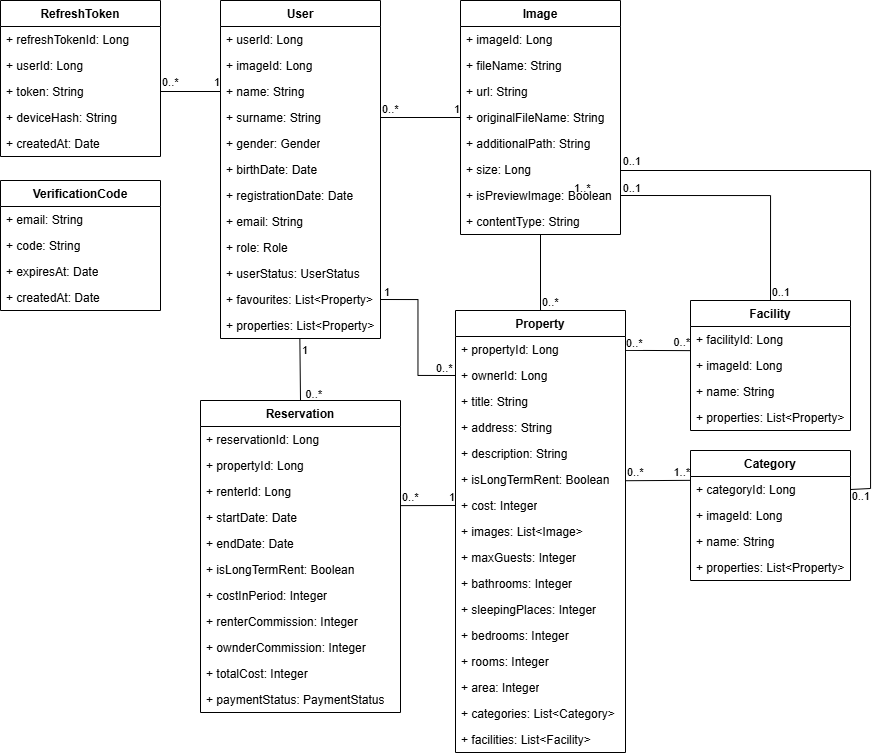 RefreshToken
+ refreshTokenId: Long
+ userId: Long
+ token: String
+ deviceHash: String
+ createdAt: Date
VerificationCode
+ email: String
+ code: String
+ expiresAt: Date
+ createdAt: Date
User
+ userId: Long
+ imageId: Long
+ name: String
+ surname: String
+ gender: Gender
+ birthDate: Date
+ registrationDate: Date
+ email: String
+ role: Role
+ userStatus: UserStatus
+ favourites: List<Property>
+ properties: List<Property>
Image
+ imageId: Long
+ fileName: String
+ url: String
+ originalFileName: String
+ additionalPath: String
+ size: Long
+ isPreviewImage: Boolean
+ contentType: String
Reservation
+ reservationId: Long
+ propertyId: Long
+ renterId: Long
+ startDate: Date
+ endDate: Date
+ isLongTermRent: Boolean
+ costInPeriod: Integer
+ renterCommission: Integer
+ ownderCommission: Integer
+ totalCost: Integer
+ paymentStatus: PaymentStatus
Property
+ propertyId: Long
+ ownerId: Long
+ title: String
+ address: String
+ description: String
+ isLongTermRent: Boolean
+ cost: Integer
+ images: List<Image>
+ maxGuests: Integer
+ bathrooms: Integer
+ sleepingPlaces: Integer
+ bedrooms: Integer
+ rooms: Integer
+ area: Integer
+ categories: List<Category>
+ facilities: List<Facility>
Facility
+ facilityId: Long
+ imageId: Long
+ name: String
+ properties: List<Property>
Category
+ categoryId: Long
+ imageId: Long
+ name: String
+ properties: List<Property>
0..*
1
0..*
1
0..1
1..*
0..1
0..1
0..*
1
0..*
1
0..*
0..*
0..*
0..*
1..*
0..1
0..*
1